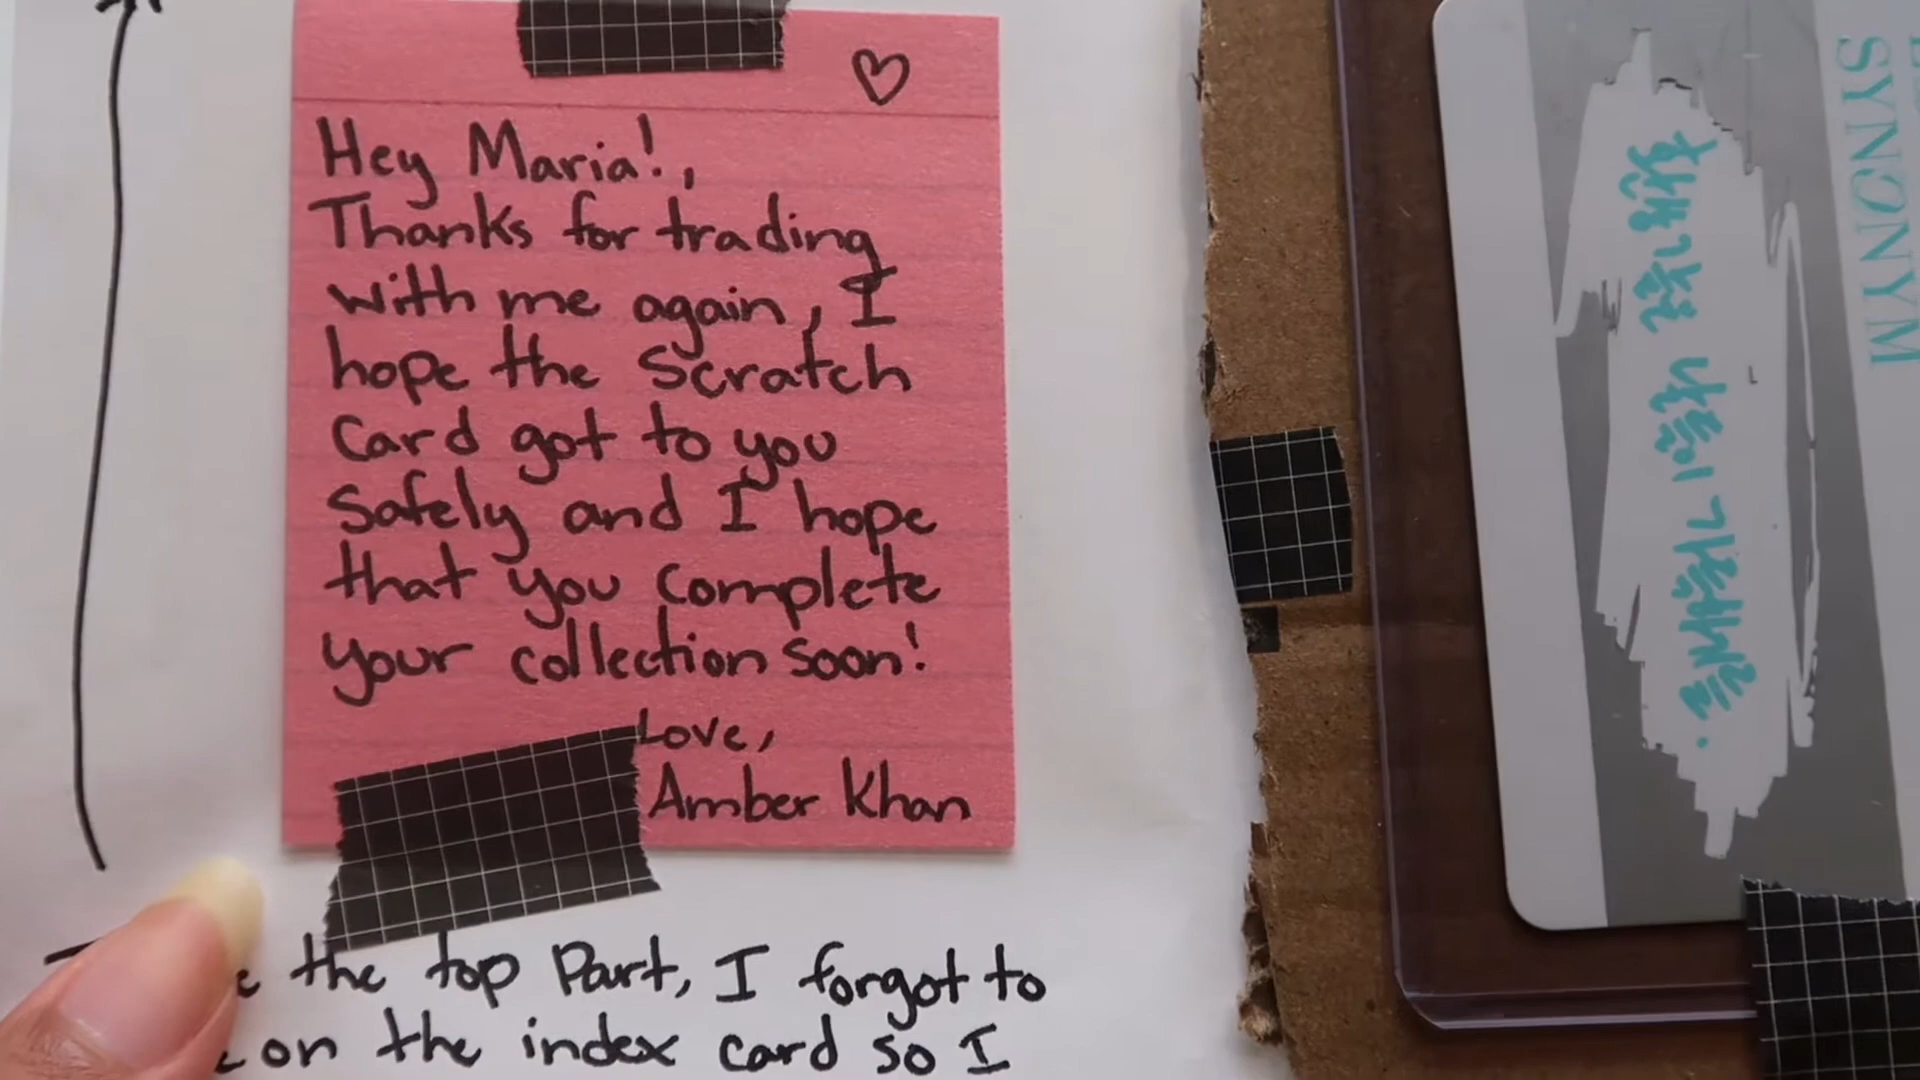 Hey Maria!,
Thanks for trading
with me again, I
hope the Scratch
Card got to you
Safely and I hope
that you complete
your collection soon!
Love,
Amber Khan
the top Part, I forgot to
on the index card so I
SYNONYM